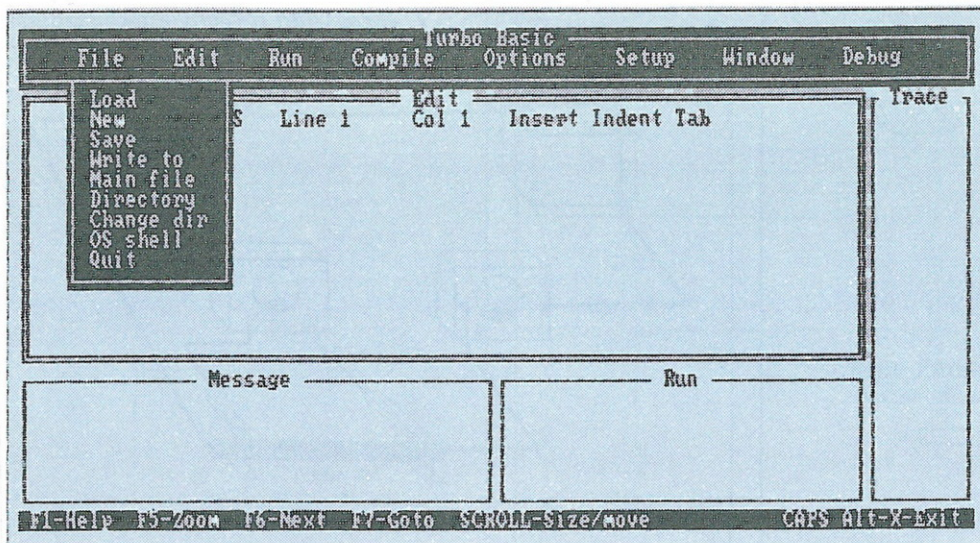 Turbo Basic
File Edit Run Compile Options Setup Window Debug
Load
New
Save
Write to
Main file
Directory
Change dir
OS shell
Quit
Edit
S Line 1 Col 1 Insert Indent Tab
Trace
Message
Run
F1-Help F5-Zoom F6-Next F7-Goto SCROLL-Size/move CAPS Alt-X-Exit